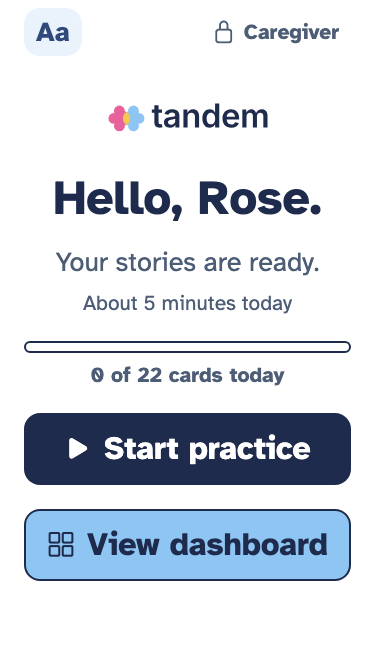 Aa
Caregiver
tandem
Hello, Rose.
Your stories are ready.
About 5 minutes today
0 of 22 cards today
Start practice
View dashboard